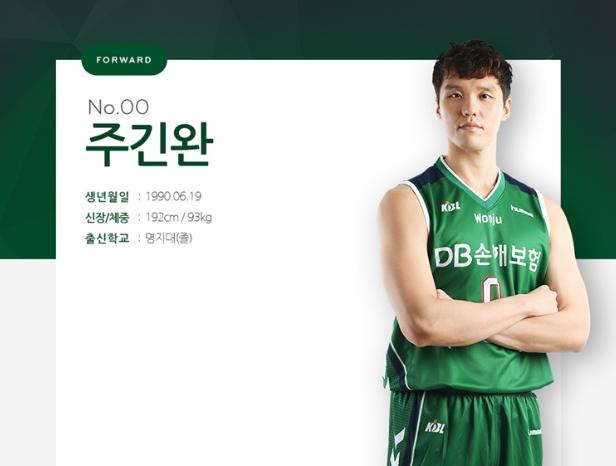 FORWARD
No.00
주긴완
생년월일 : 1990.06.19
신장/체중 : 192cm / 93kg
출신학교 : 명지대(졸)
KBL
hummel
Wonju
DB손해보험
0
KBL